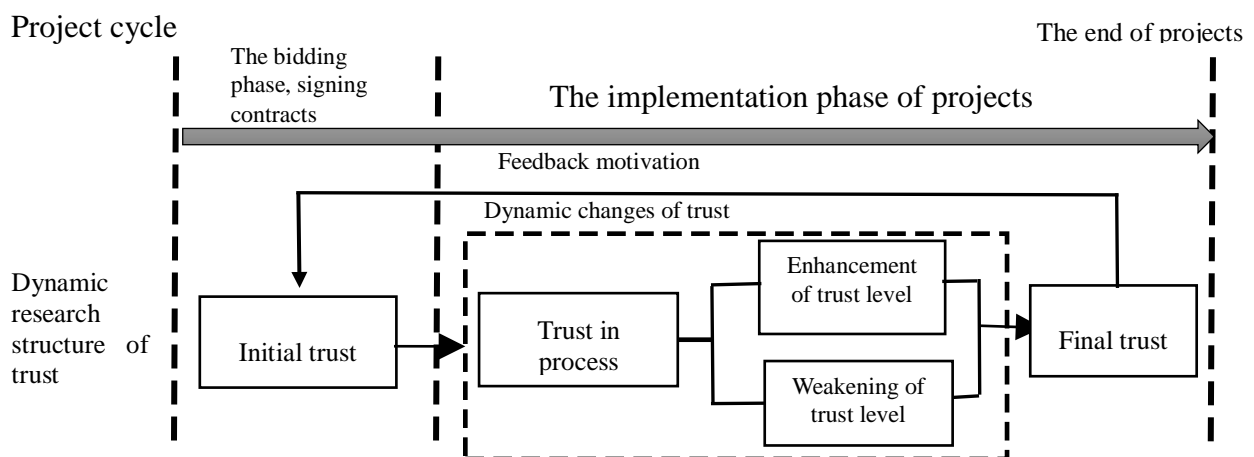 Project cycle
The end of projects
The bidding
phase, signing
contracts
The implementation phase of projects
Feedback motivation
Dynamic changes of trust
Dynamic
research
structure of
trust
Initial trust
Trust in
process
Enhancement
of trust level
Weakening of
trust level
Final trust